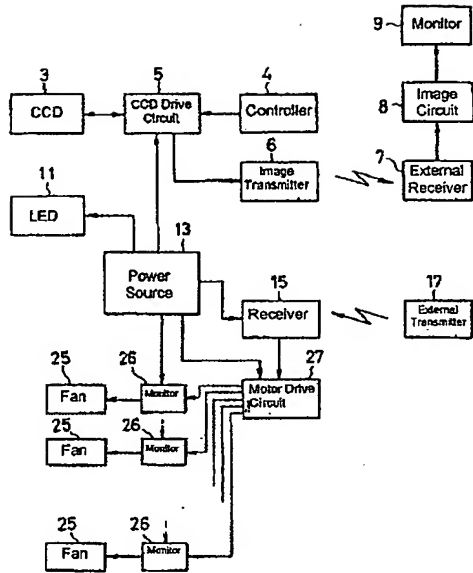 9
Monitor
3
5
4
CCD
CCD Drive
Circuit
Controller
8
Image
Circuit
6
Image
Transmitter
7
External
Receiver
11
LED
13
Power
Source
15
Receiver
17
External
Transmitter
25
26
27
Fan
Monitor
Motor Drive
Circuit
25
26
Fan
Monitor
25
26
Fan
Monitor